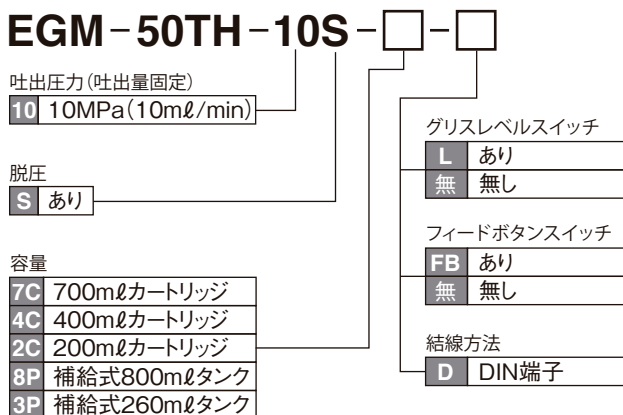 EGM-50TH-10S-□-□
吐出圧力(吐出量固定)
10 10MPa(10mℓ/min)
脱圧
S あり
容量
7C 700mℓカートリッジ
4C 400mℓカートリッジ
2C 200mℓカートリッジ
8P 補給式800mℓタンク
3P 補給式260mℓタンク
グリスレベルスイッチ
L あり
無 無し
フィードボタンスイッチ
FB あり
無 無し
結線方法
D DIN端子